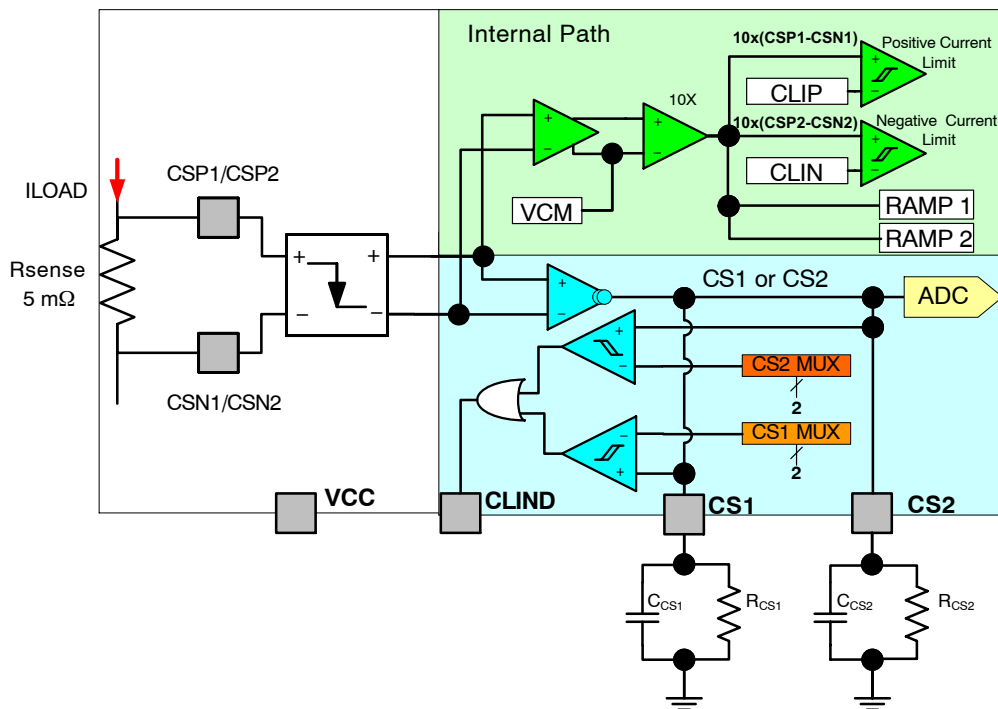 Internal Path
10x(CSP1-CSN1)
Positive Current
Limit
+
−
CLIP
10X
10x(CSP2-CSN2)
Negative Current
Limit
+
−
CLIN
+
−
+
−
VCM
RAMP 1
RAMP 2
ILOAD
CSP1/CSP2
Rsense
5 mΩ
+
+
−
−
CSN1/CSN2
+
−
CS1 or CS2
ADC
+
−
CS2 MUX
2
−
+
CS1 MUX
2
VCC
CLIND
CS1
CS2
CCS1
RCS1
CCS2
RCS2